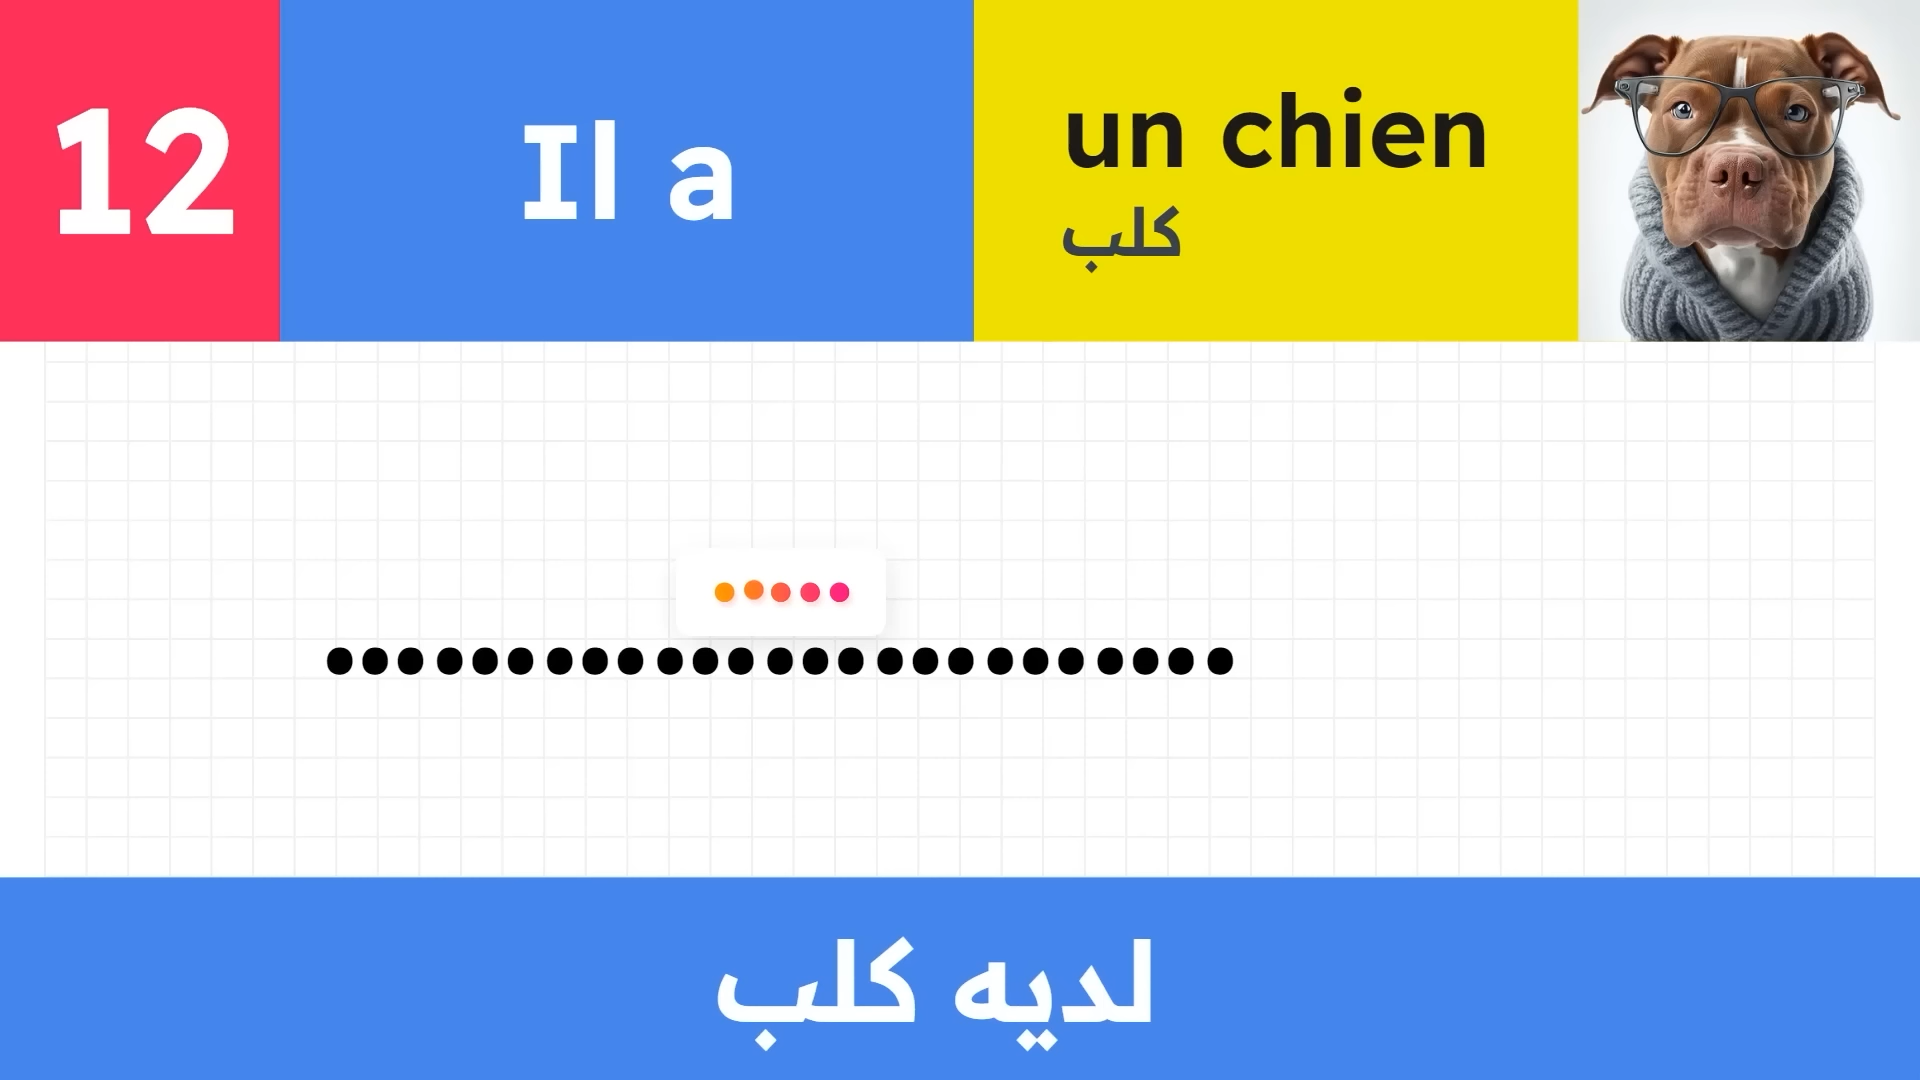 12
Il a
un chien
كلب
.........................
لديه كلب